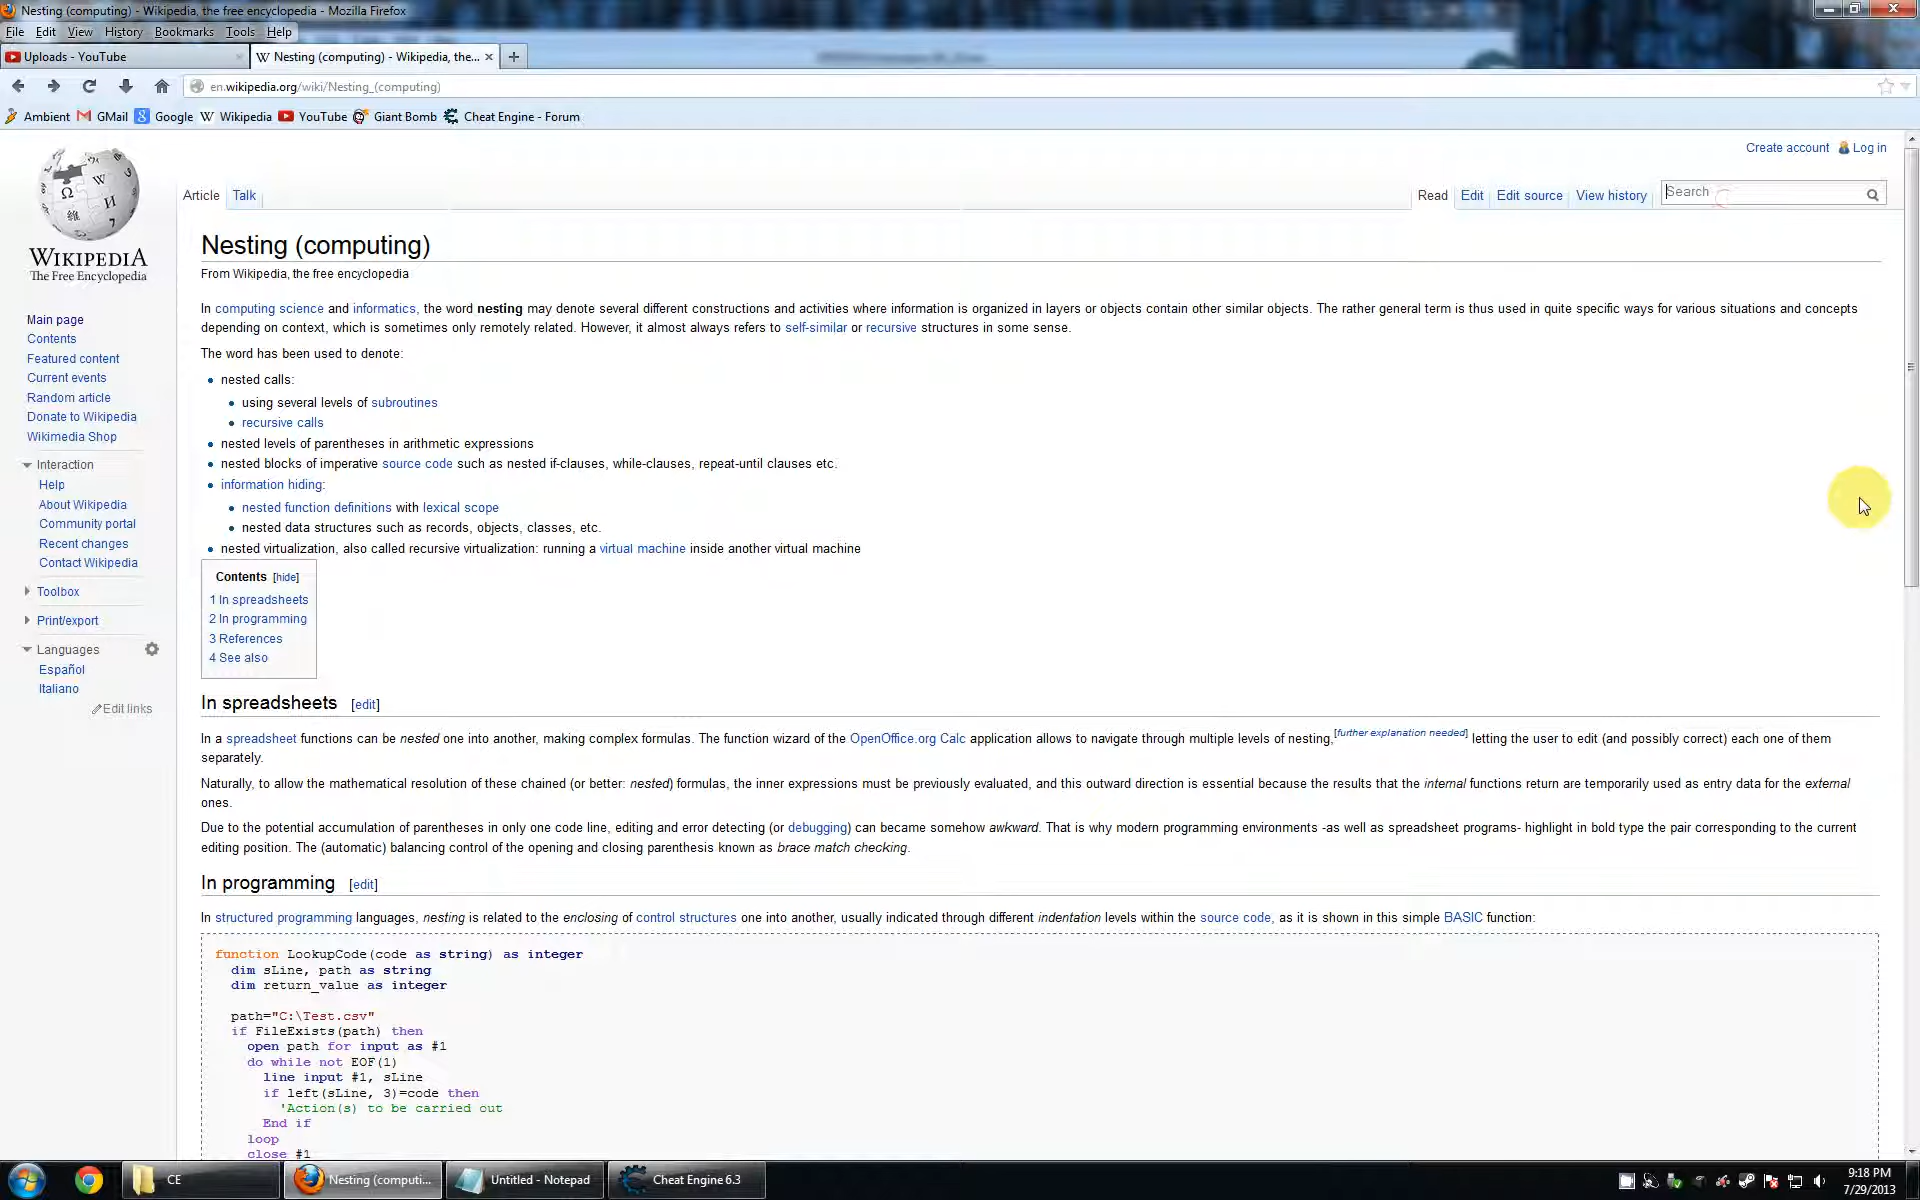 Nesting (computing) - Wikipedia, the free encyclopedia - Mozilla Firefox
File Edit View History Bookmarks Tools Help
Uploads - YouTube
W Nesting (computing) - Wikipedia, the...
en.wikipedia.org/wiki/Nesting_(computing)
Ambient GMail Google Wikipedia YouTube Giant Bomb Cheat Engine - Forum
Create account Log in
Article Talk Read Edit Edit source View history Search
WIKIPEDIA
The Free Encyclopedia
Main page
Contents
Featured content
Current events
Random article
Donate to Wikipedia
Wikimedia Shop
Interaction
Help
About Wikipedia
Community portal
Recent changes
Contact Wikipedia
Toolbox
Print/export
Languages
Español
Italiano
Edit links
Nesting (computing)
From Wikipedia, the free encyclopedia
In computing science and informatics, the word nesting may denote several different constructions and activities where information is organized in layers or objects contain other similar objects. The rather general term is thus used in quite specific ways for various situations and concepts
depending on context, which is sometimes only remotely related. However, it almost always refers to self-similar or recursive structures in some sense.
The word has been used to denote:
nested calls:
using several levels of subroutines
recursive calls
nested levels of parentheses in arithmetic expressions
nested blocks of imperative source code such as nested if-clauses, while-clauses, repeat-until clauses etc.
information hiding:
nested function definitions with lexical scope
nested data structures such as records, objects, classes, etc.
nested virtualization, also called recursive virtualization: running a virtual machine inside another virtual machine
Contents [hide]
1 In spreadsheets
2 In programming
3 References
4 See also
In spreadsheets [edit]
In a spreadsheet functions can be nested one into another, making complex formulas. The function wizard of the OpenOffice.org Calc application allows to navigate through multiple levels of nesting,[further explanation needed] letting the user to edit (and possibly correct) each one of them
separately.
Naturally, to allow the mathematical resolution of these chained (or better: nested) formulas, the inner expressions must be previously evaluated, and this outward direction is essential because the results that the internal functions return are temporarily used as entry data for the external
ones.
Due to the potential accumulation of parentheses in only one code line, editing and error detecting (or debugging) can became somehow awkward. That is why modern programming environments -as well as spreadsheet programs- highlight in bold type the pair corresponding to the current
editing position. The (automatic) balancing control of the opening and closing parenthesis known as brace match checking.
In programming [edit]
In structured programming languages, nesting is related to the enclosing of control structures one into another, usually indicated through different indentation levels within the source code, as it is shown in this simple BASIC function:
function LookupCode(code as string) as integer
dim sLine, path as string
dim return_value as integer
path="C:\Test.csv"
if FileExists(path) then
open path for input as #1
do while not EOF(1)
line input #1, sLine
if left(sLine, 3)=code then
'Action(s) to be carried out
End if
loop
close #1
CE
Nesting (computi...
Untitled - Notepad
Cheat Engine 6.3
9:18 PM
7/29/2013